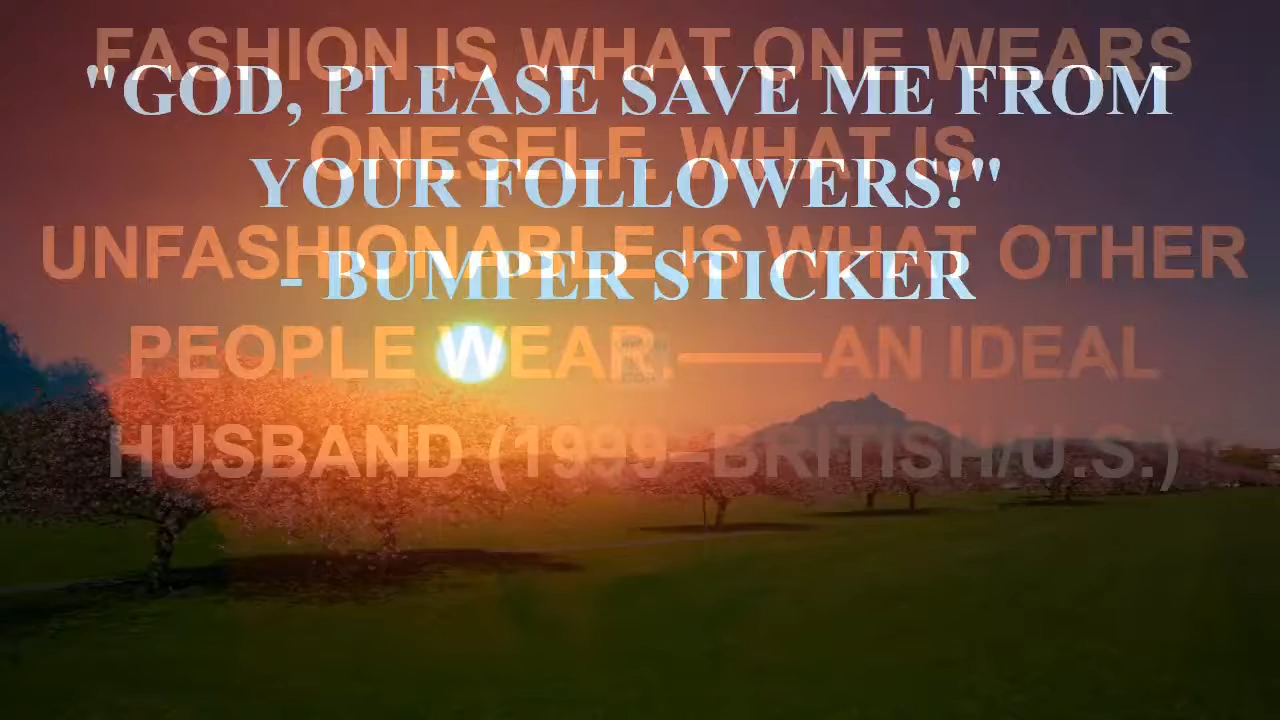 "GOD, PLEASE SAVE ME FROM
YOUR FOLLOWERS!"
- BUMPER STICKER
FASHION IS WHAT ONE WEARS
ONESELF. WHAT IS
UNFASHIONABLE IS WHAT OTHER
PEOPLE WEAR.——AN IDEAL
HUSBAND (1999 BRITISH/U.S.)